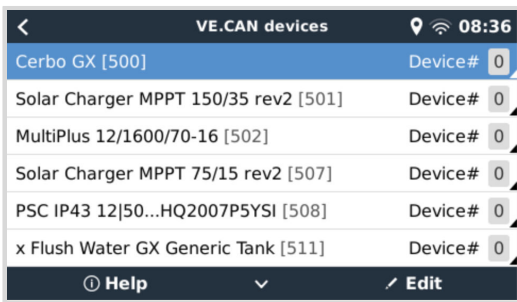 VE.CAN devices 08:36
Cerbo GX [500] Device# 0
Solar Charger MPPT 150/35 rev2 [501] Device# 0
MultiPlus 12/1600/70-16 [502] Device# 0
Solar Charger MPPT 75/15 rev2 [507] Device# 0
PSC IP43 12|50...HQ2007P5YSI [508] Device# 0
x Flush Water GX Generic Tank [511] Device# 0
Help Edit